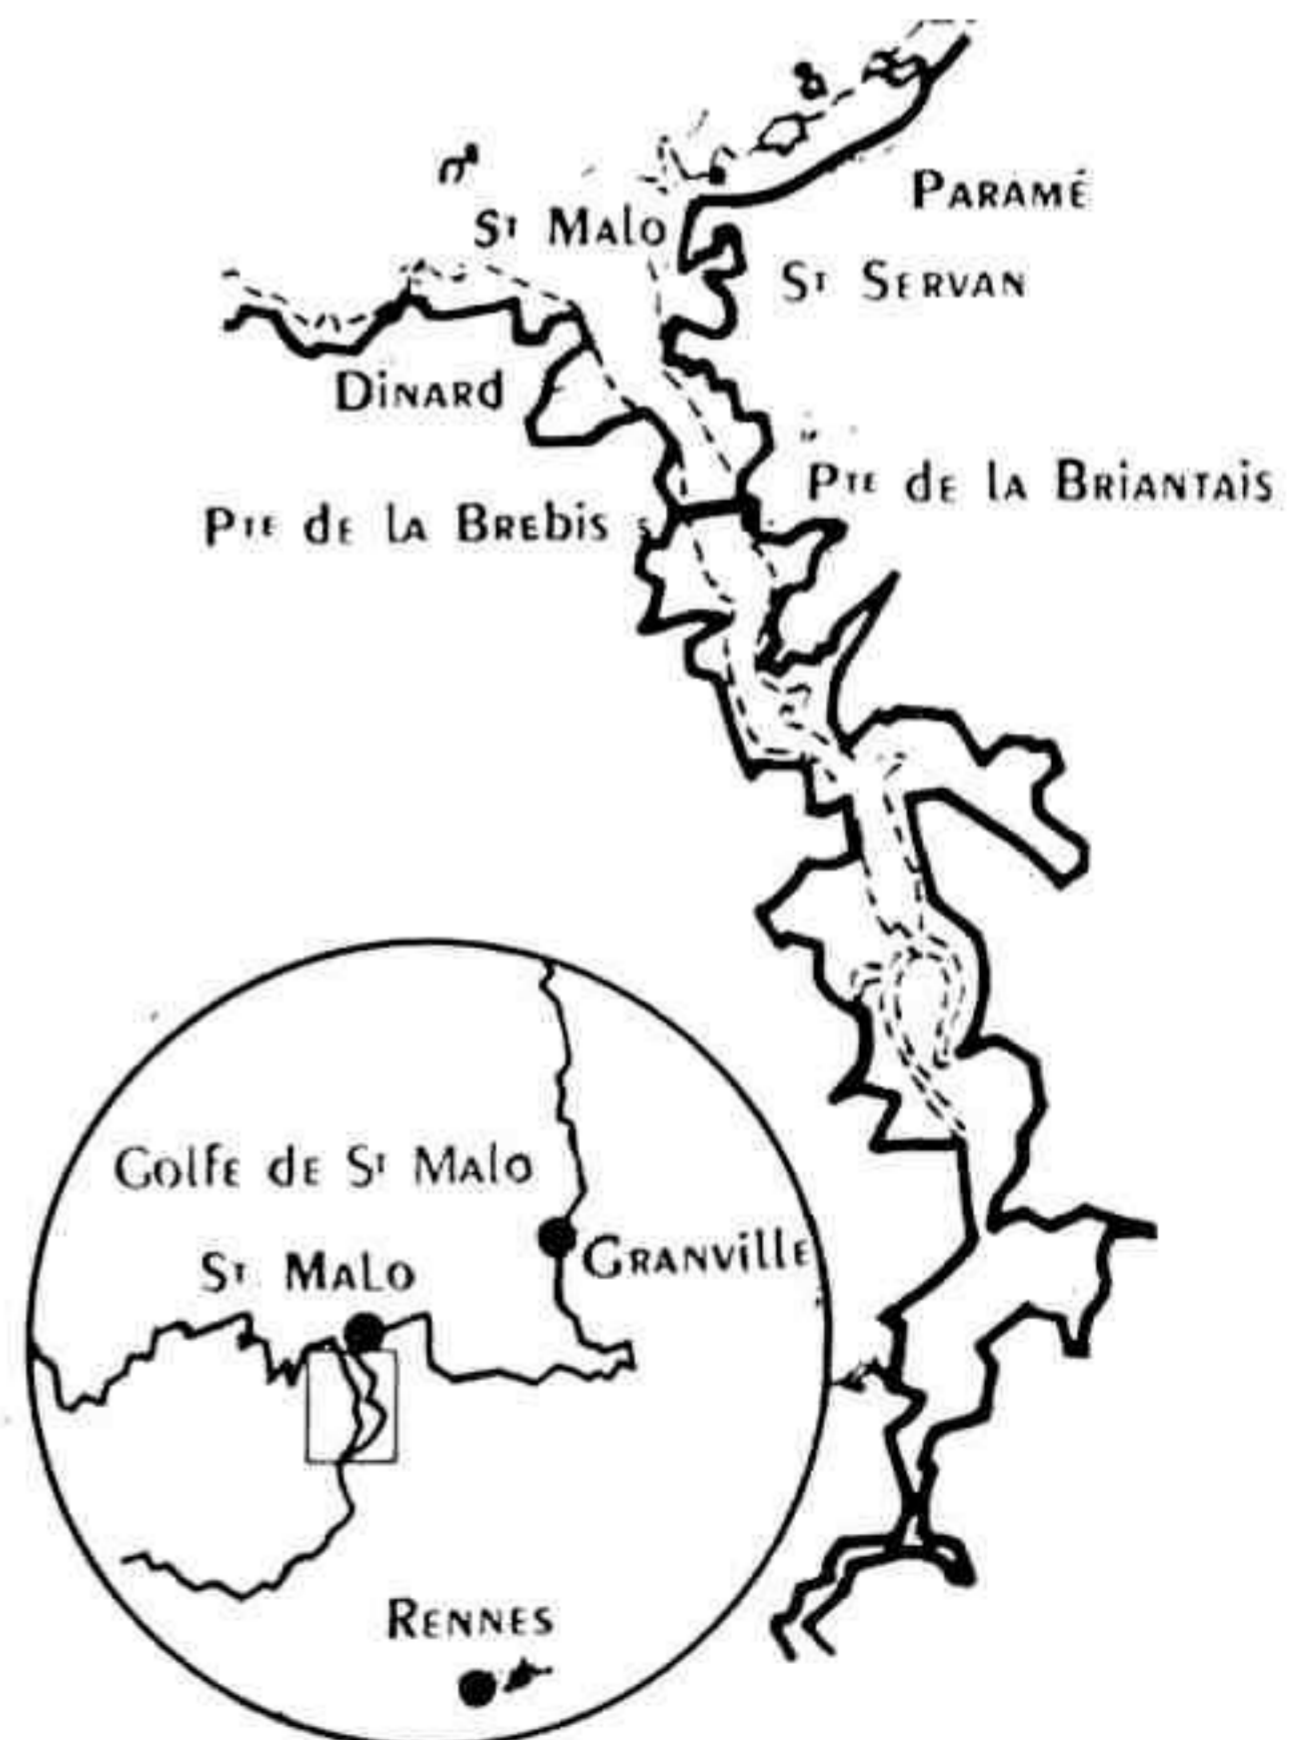 PARAMÉ
St MALO
St SERVAN
DINARD
Pte de la BRIANTAIS
Pte de la BREBIS
Golfe de St Malo
St MALO
GRANVILLE
RENNES